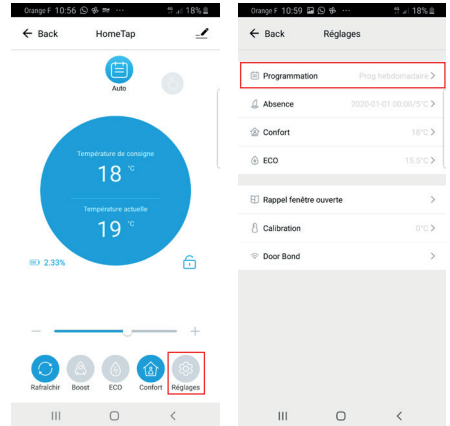 Orange F 10:56 ... 18%
Back HomeTap
Auto
Température de consigne
18 °C
Température actuelle
19 °C
2.33%
Rafraîchir Boost ECO Confort Réglages
Orange F 10:59 ... 18%
Back Réglages
Programmation Prog hebdomadaire >
Absence 2020-01-01 00:00/5°C >
Confort 18°C >
ECO 15.5°C >
Rappel fenêtre ouverte >
Calibration 0°C >
Door Bond >